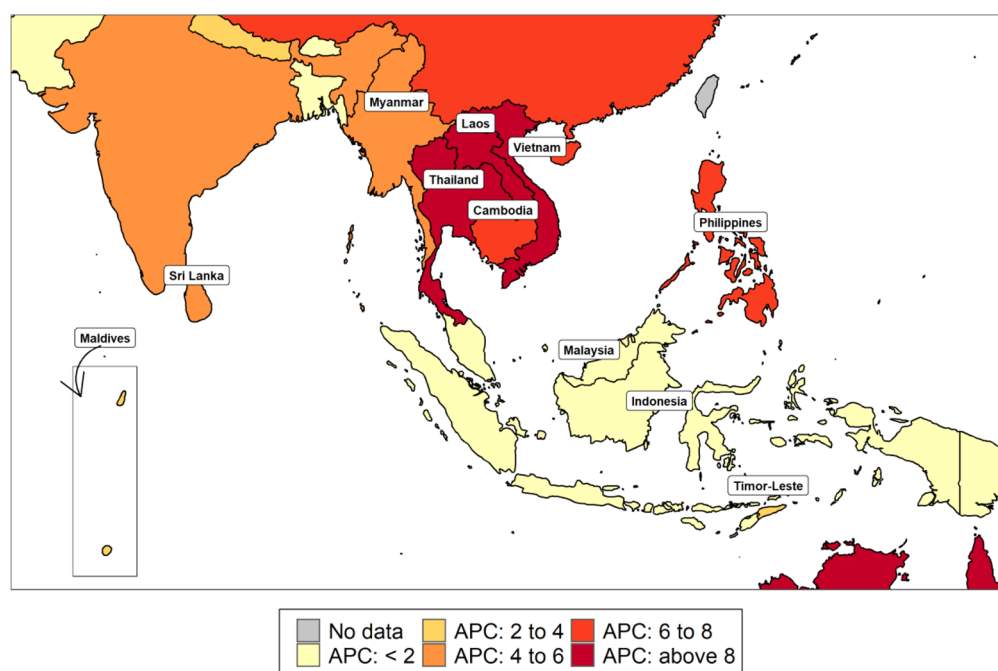 Myanmar
Laos
Vietnam
Thailand
Cambodia
Philippines
Sri Lanka
Maldives
Malaysia
Indonesia
Timor-Leste
No data
APC: 2 to 4
APC: 6 to 8
APC: < 2
APC: 4 to 6
APC: above 8